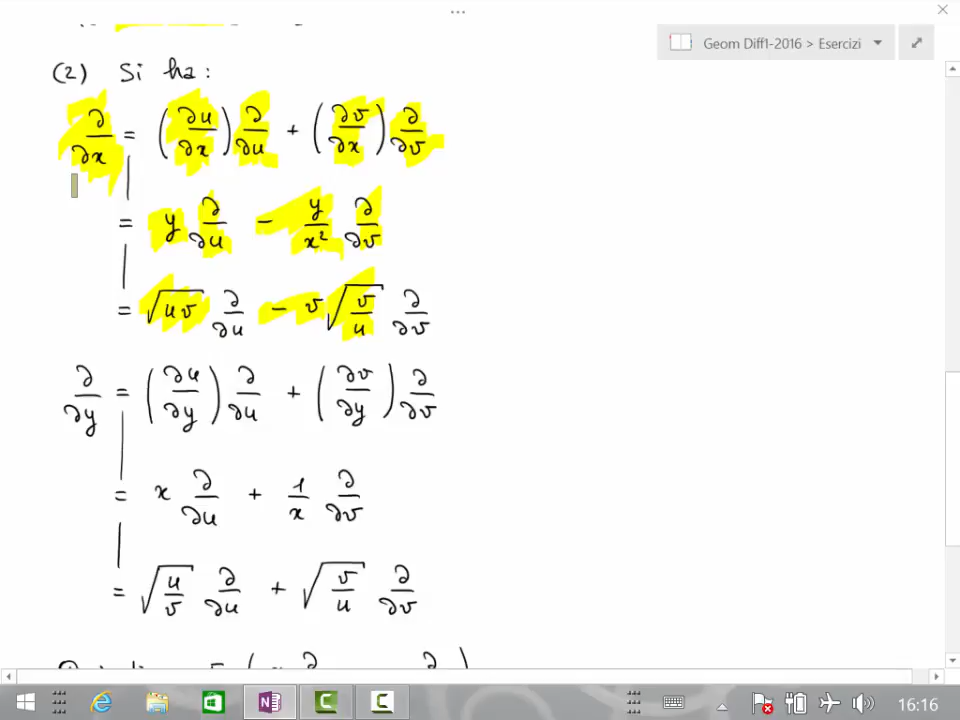 ...
Geom Diff1-2016 > Esercizi
(2) Si ha:
∂/∂x = (∂u/∂x) ∂/∂u + (∂v/∂x) ∂/∂v
= y ∂/∂u - y/x² ∂/∂v
= √(uv) ∂/∂u - v √(v/u) ∂/∂v
∂/∂y = (∂u/∂y) ∂/∂u + (∂v/∂y) ∂/∂v
= x ∂/∂u + 1/x ∂/∂v
= √(u/v) ∂/∂u + √(v/u) ∂/∂v
16:16